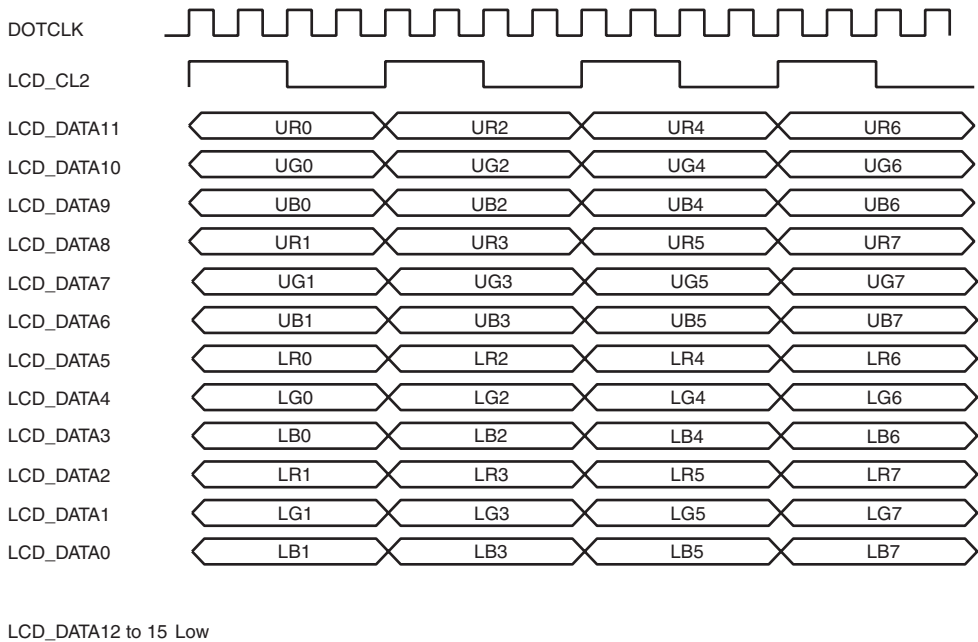 DOTCLK
LCD_CL2
LCD_DATA11 UR0 UR2 UR4 UR6
LCD_DATA10 UG0 UG2 UG4 UG6
LCD_DATA9 UB0 UB2 UB4 UB6
LCD_DATA8 UR1 UR3 UR5 UR7
LCD_DATA7 UG1 UG3 UG5 UG7
LCD_DATA6 UB1 UB3 UB5 UB7
LCD_DATA5 LR0 LR2 LR4 LR6
LCD_DATA4 LG0 LG2 LG4 LG6
LCD_DATA3 LB0 LB2 LB4 LB6
LCD_DATA2 LR1 LR3 LR5 LR7
LCD_DATA1 LG1 LG3 LG5 LG7
LCD_DATA0 LB1 LB3 LB5 LB7
LCD_DATA12 to 15 Low